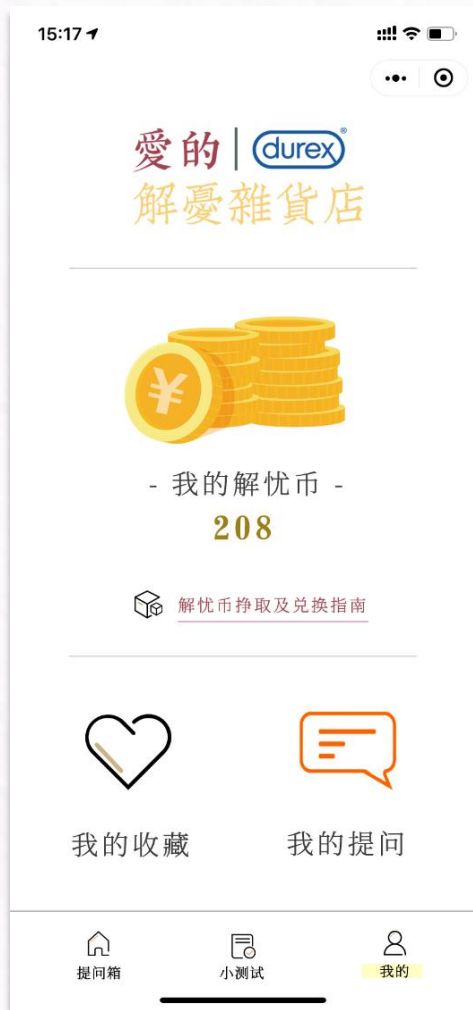 15:17
愛的 durex®
解憂雜貨店
¥
- 我的解忧币 -
208
解忧币挣取及兑换指南
我的收藏 我的提问
提问箱 小测试 我的